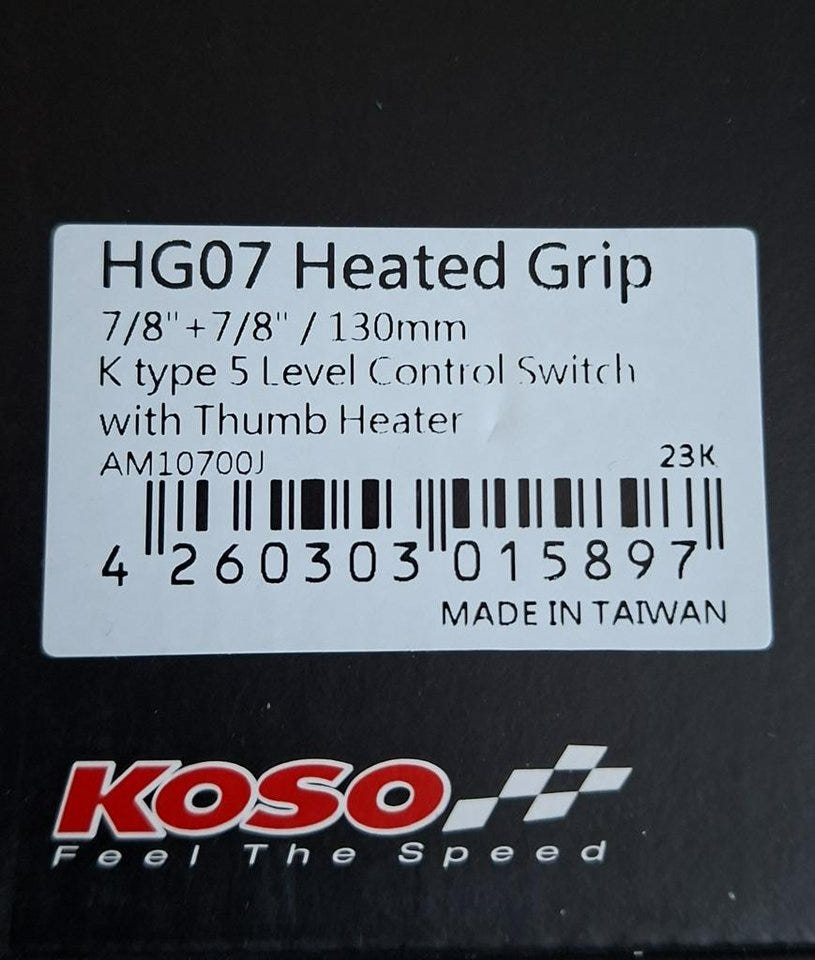 HG07 Heated Grip
7/8"+7/8" / 130mm
K type 5 Level Control Switch
with Thumb Heater
AM10700J 23K
4 260303 015897
MADE IN TAIWAN
KOSO
Feel The Speed